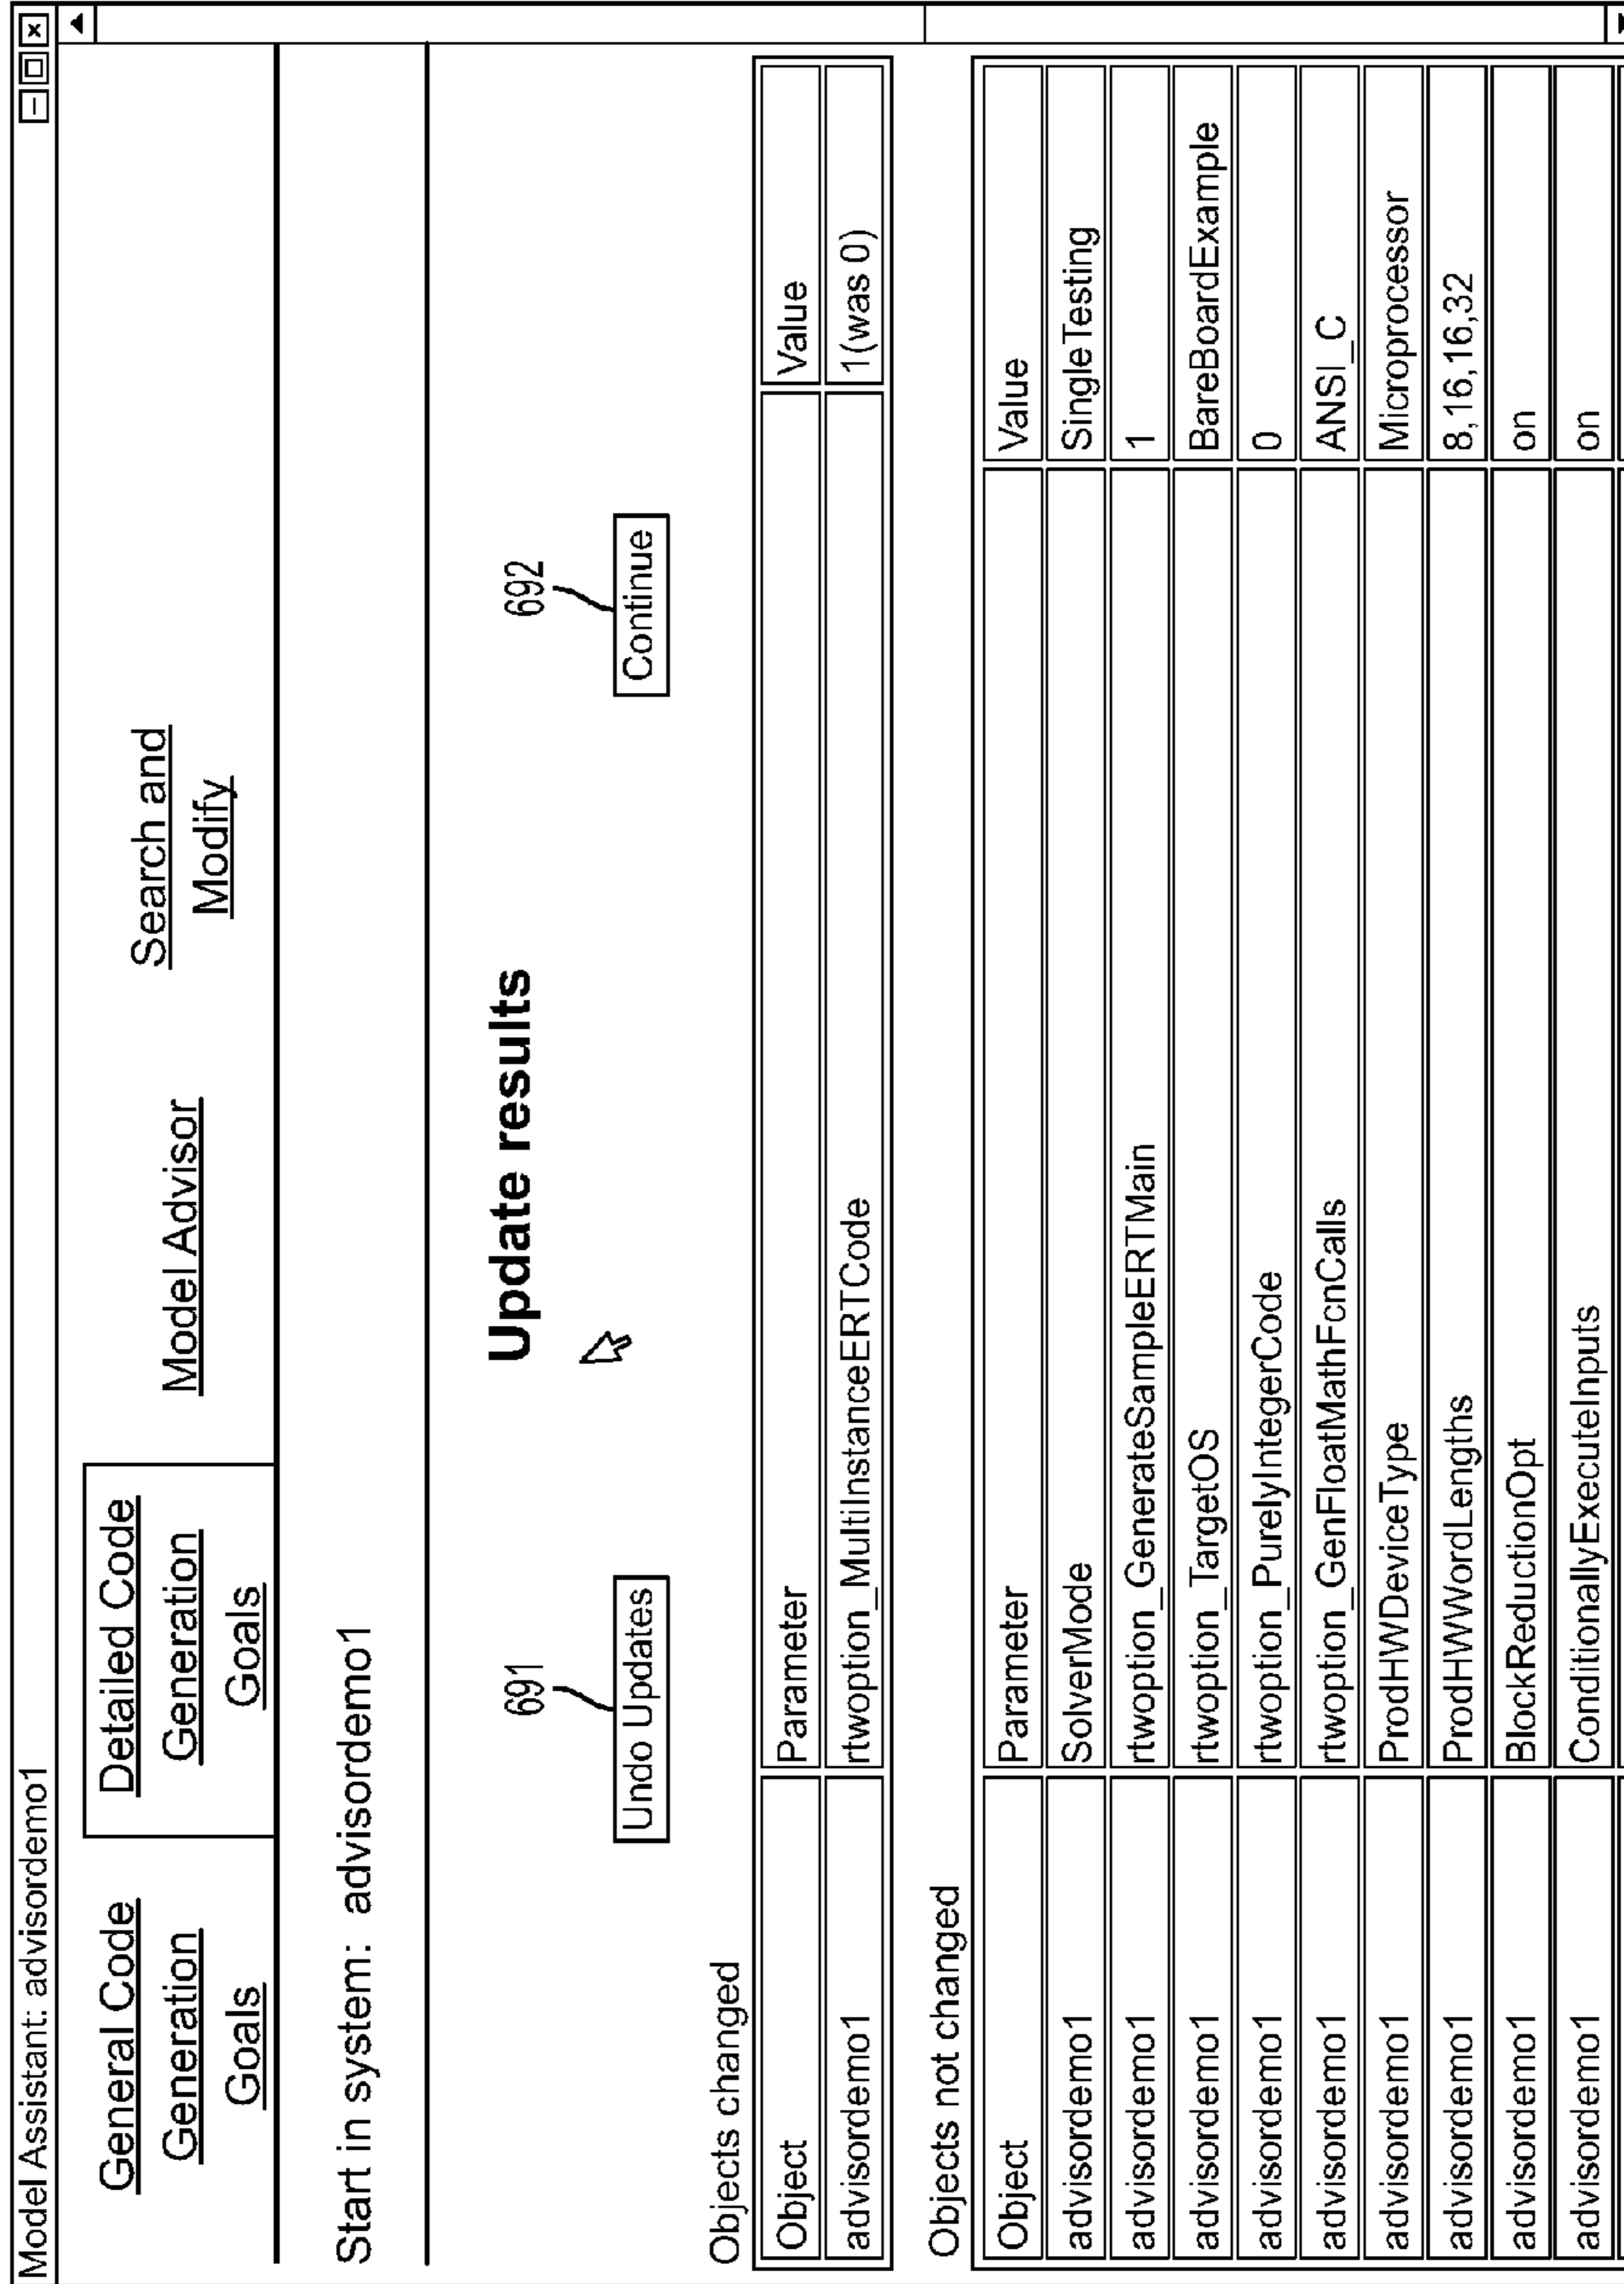 Model Assistant: advisordemo1
General Code
Generation
Goals
Detailed Code
Generation
Goals
Model Advisor
Search and
Modify
Start in system: advisordemo1
Update results
691
Undo Updates
692
Continue
Objects changed
Object Parameter Value
advisordemo1 rtwoption_MultiInstanceERTCode 1(was 0)
Objects not changed
Object Parameter Value
advisordemo1 SolverMode SingleTesting
advisordemo1 rtwoption_GenerateSampleERTMain 1
advisordemo1 rtwoption_TargetOS BareBoardExample
advisordemo1 rtwoption_PurelyIntegerCode 0
advisordemo1 rtwoption_GenFloatMathFcnCalls ANSI_C
advisordemo1 ProdHWDeviceType Microprocessor
advisordemo1 ProdHWWordLengths 8,16,16,32
advisordemo1 BlockReductionOpt on
advisordemo1 ConditionallyExecuteInputs on